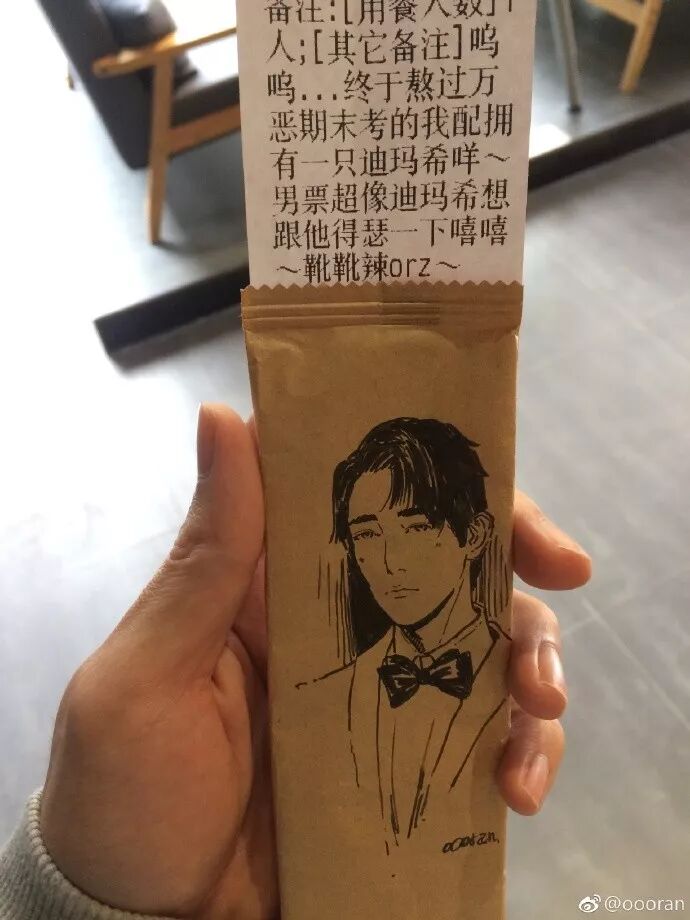 备注:[用餐人数]1
人;[其它备注]呜
呜...终于熬过万
恶期末考的我配拥
有一只迪玛希咩～
男票超像迪玛希想
跟他得瑟一下嘻嘻
～靴靴辣orz～
@oooran